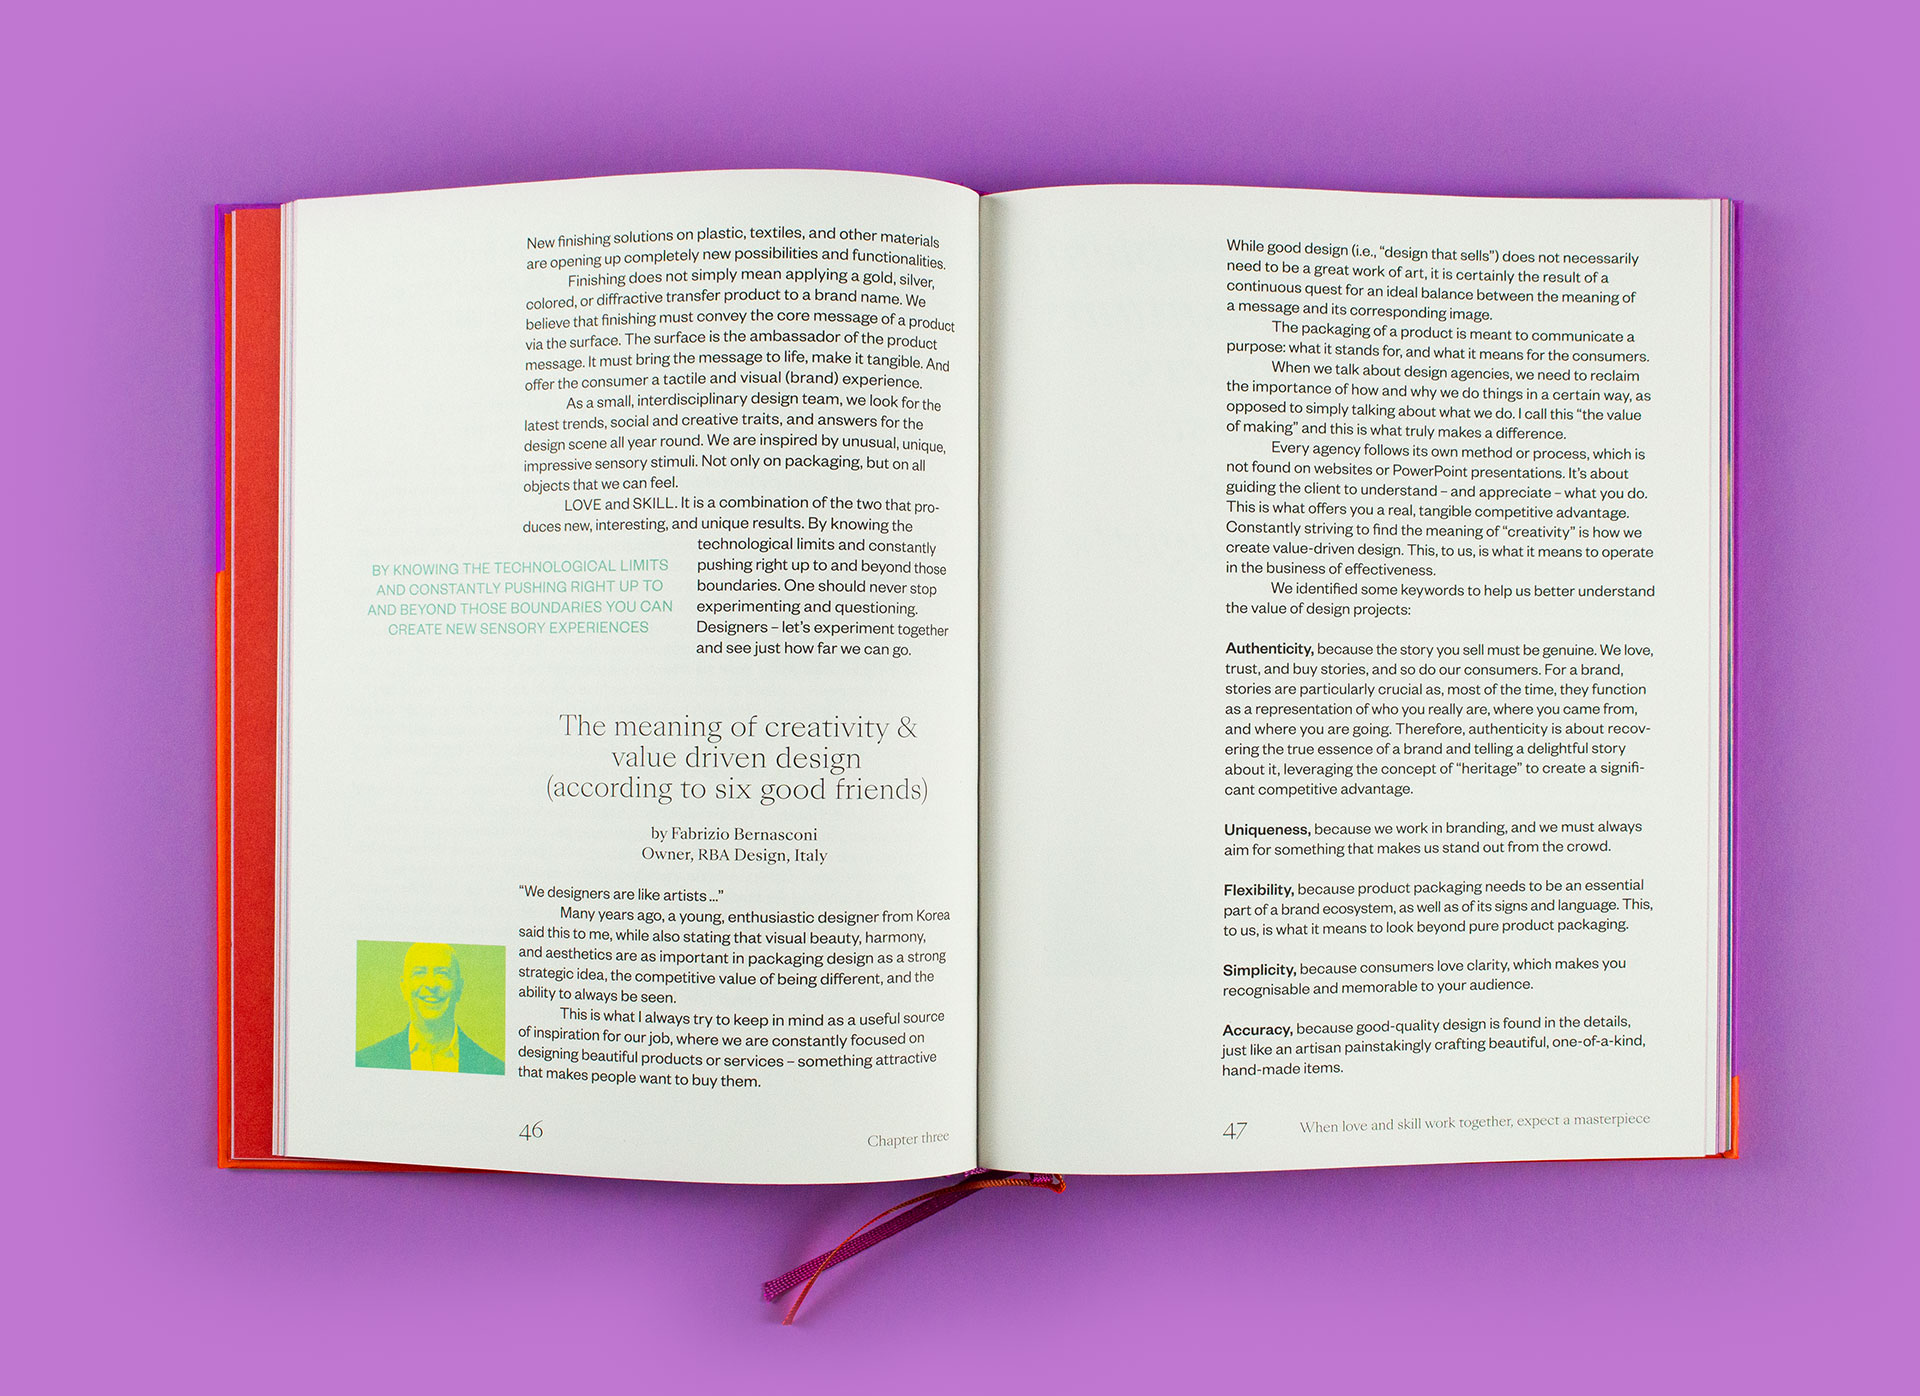 New finishing solutions on plastic, textiles, and other materials
are opening up completely new possibilities and functionalities.
Finishing does not simply mean applying a gold, silver,
colored, or diffractive transfer product to a brand name. We
believe that finishing must convey the core message of a product
via the surface. The surface is the ambassador of the product
message. It must bring the message to life, make it tangible. And
offer the consumer a tactile and visual (brand) experience.
As a small, interdisciplinary design team, we look for the
latest trends, social and creative traits, and answers for the
design scene all year round. We are inspired by unusual, unique,
impressive sensory stimuli. Not only on packaging, but on all
objects that we can feel.
LOVE and SKILL. It is a combination of the two that pro-
duces new, interesting, and unique results. By knowing the
technological limits and constantly
pushing right up to and beyond those
boundaries. One should never stop
experimenting and questioning.
Designers – let's experiment together
and see just how far we can go.
BY KNOWING THE TECHNOLOGICAL LIMITS
AND CONSTANTLY PUSHING RIGHT UP TO
AND BEYOND THOSE BOUNDARIES YOU CAN
CREATE NEW SENSORY EXPERIENCES
The meaning of creativity &
value driven design
(according to six good friends)
by Fabrizio Bernasconi
Owner, RBA Design, Italy
“We designers are like artists ...”
Many years ago, a young, enthusiastic designer from Korea
said this to me, while also stating that visual beauty, harmony,
and aesthetics are as important in packaging design as a strong
strategic idea, the competitive value of being different, and the
ability to always be seen.
This is what I always try to keep in mind as a useful source
of inspiration for our job, where we are constantly focused on
designing beautiful products or services – something attractive
that makes people want to buy them.
46
Chapter three
While good design (i.e., “design that sells”) does not necessarily
need to be a great work of art, it is certainly the result of a
continuous quest for an ideal balance between the meaning of
a message and its corresponding image.
The packaging of a product is meant to communicate a
purpose: what it stands for, and what it means for the consumers.
When we talk about design agencies, we need to reclaim
the importance of how and why we do things in a certain way, as
opposed to simply talking about what we do. I call this “the value
of making” and this is what truly makes a difference.
Every agency follows its own method or process, which is
not found on websites or PowerPoint presentations. It's about
guiding the client to understand – and appreciate – what you do.
This is what offers you a real, tangible competitive advantage.
Constantly striving to find the meaning of “creativity” is how we
create value-driven design. This, to us, is what it means to operate
in the business of effectiveness.
We identified some keywords to help us better understand
the value of design projects:
Authenticity, because the story you sell must be genuine. We love,
trust, and buy stories, and so do our consumers. For a brand,
stories are particularly crucial as, most of the time, they function
as a representation of who you really are, where you came from,
and where you are going. Therefore, authenticity is about recov-
ering the true essence of a brand and telling a delightful story
about it, leveraging the concept of “heritage” to create a signifi-
cant competitive advantage.
Uniqueness, because we work in branding, and we must always
aim for something that makes us stand out from the crowd.
Flexibility, because product packaging needs to be an essential
part of a brand ecosystem, as well as of its signs and language. This,
to us, is what it means to look beyond pure product packaging.
Simplicity, because consumers love clarity, which makes you
recognisable and memorable to your audience.
Accuracy, because good-quality design is found in the details,
just like an artisan painstakingly crafting beautiful, one-of-a-kind,
hand-made items.
47
When love and skill work together, expect a masterpiece